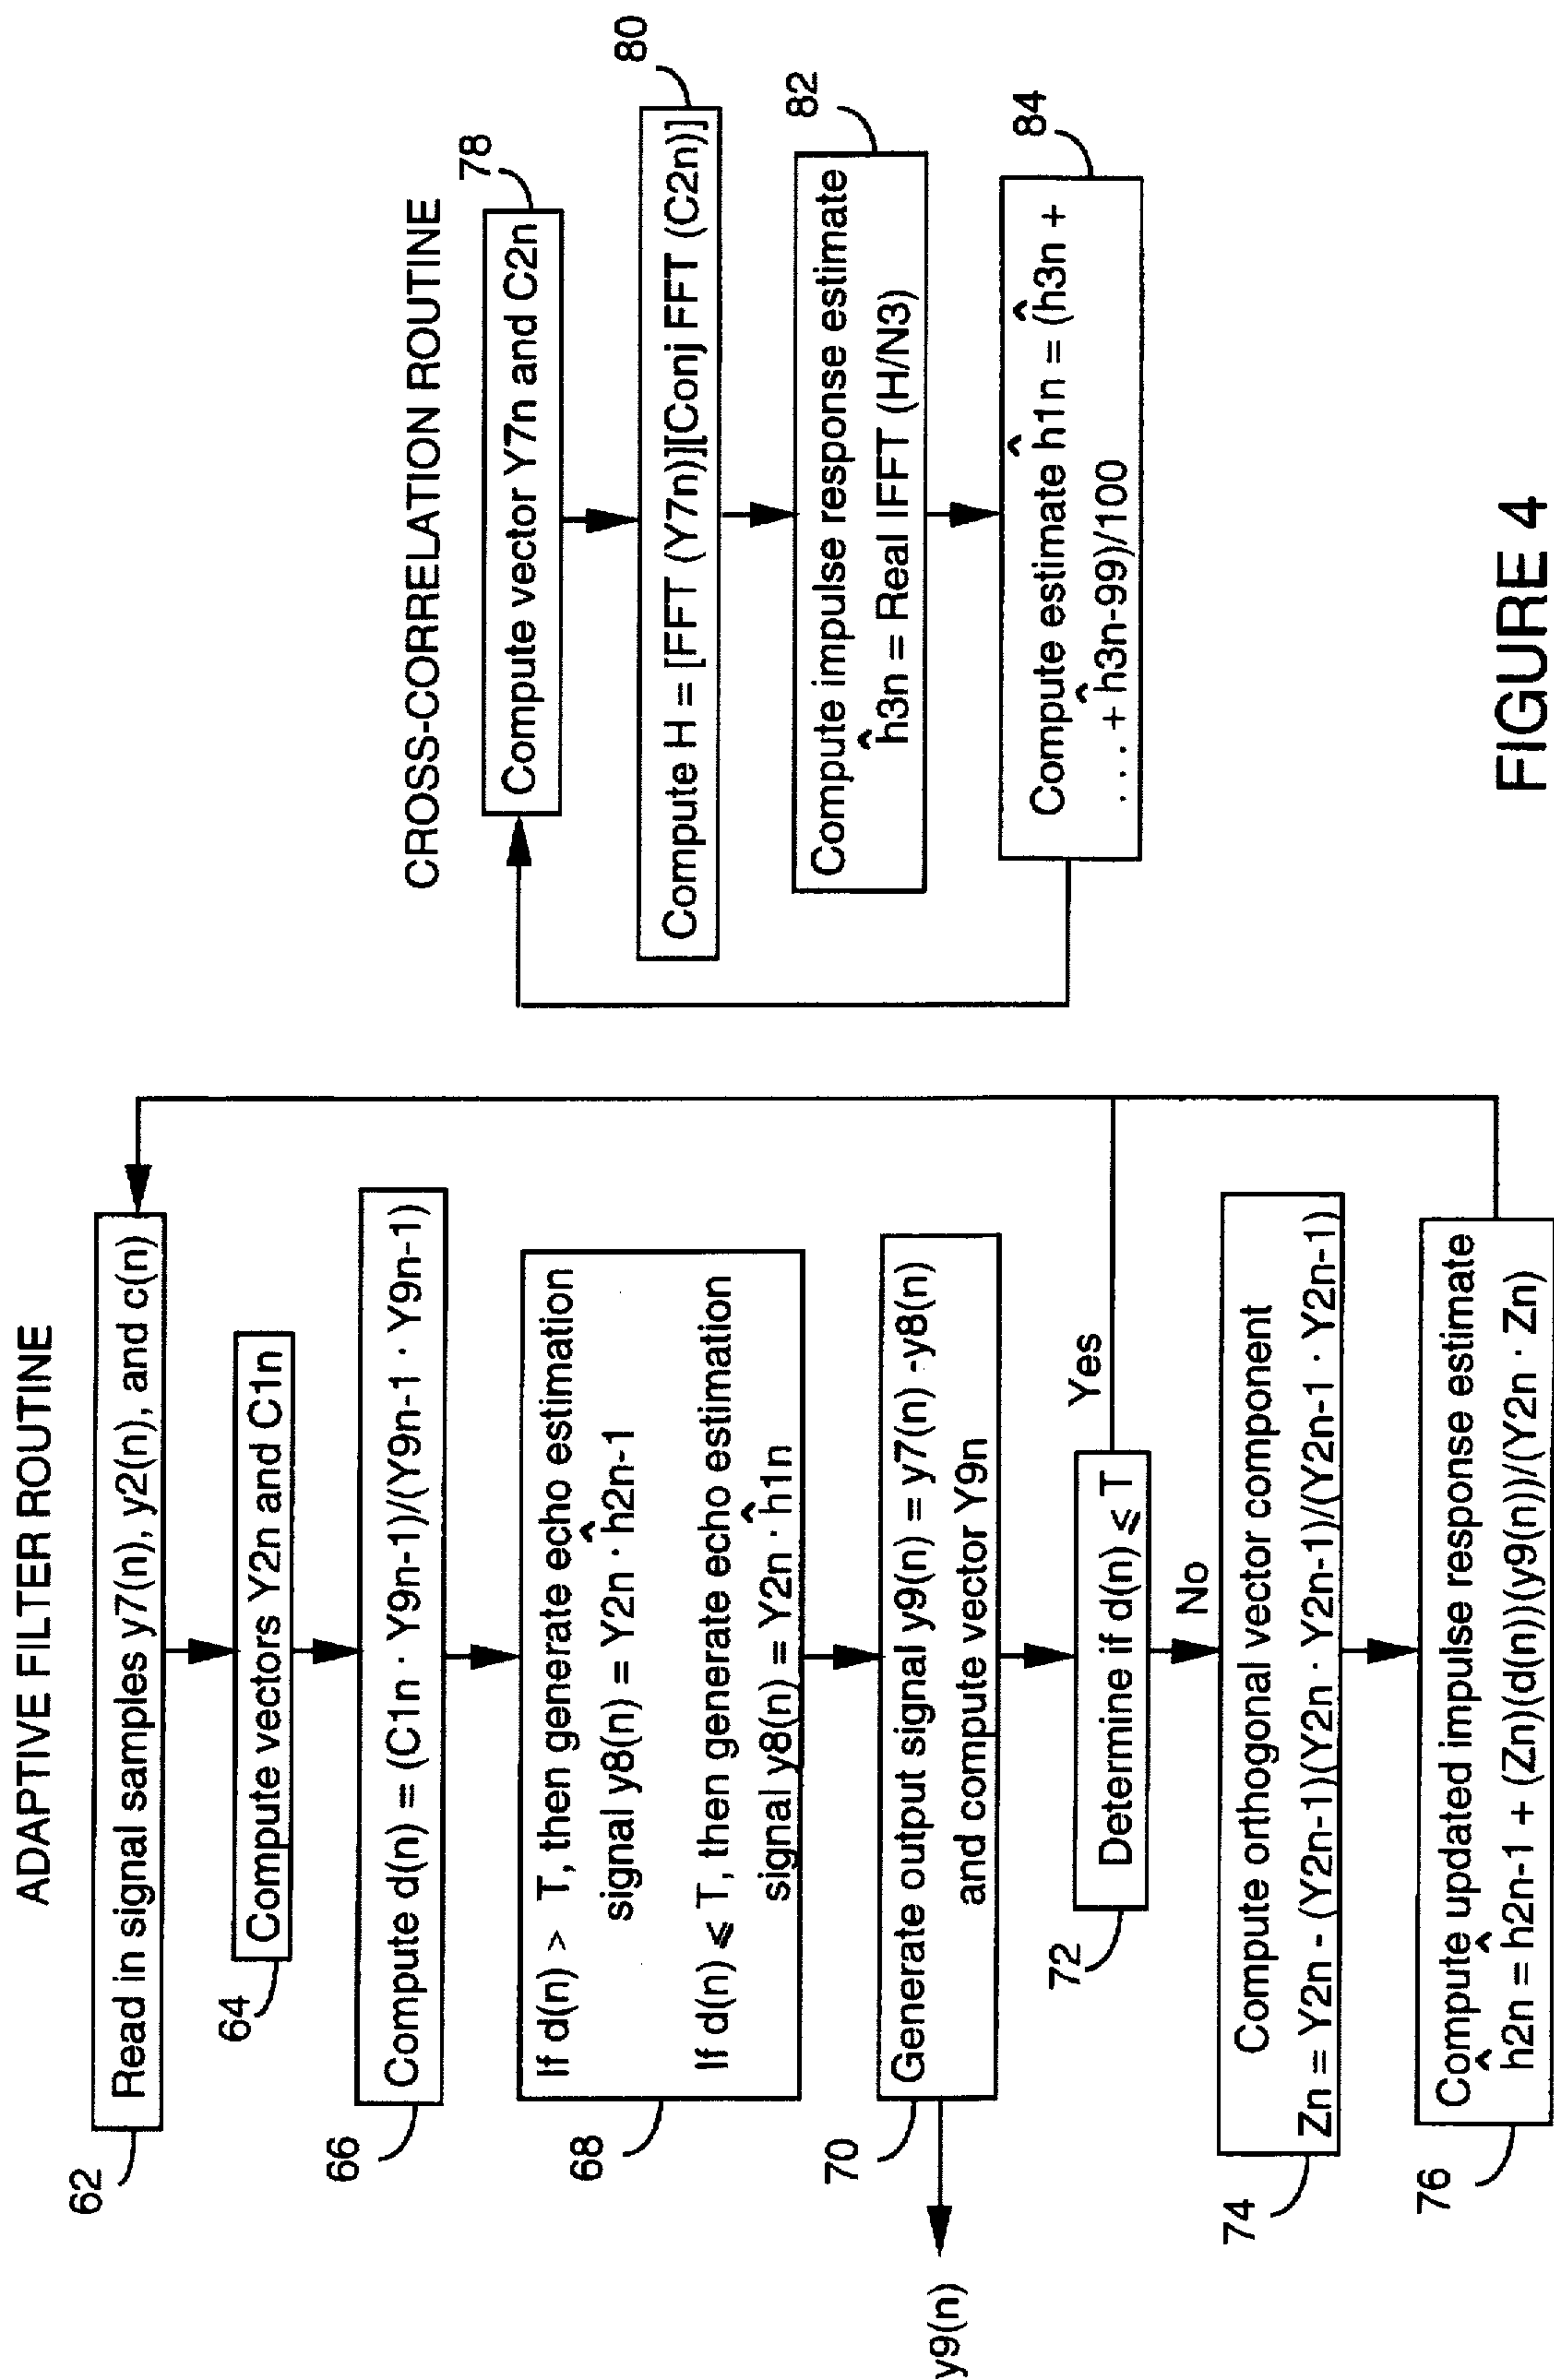 ADAPTIVE FILTER ROUTINE
62
Read in signal samples y7(n), y2(n), and c(n)
64
Compute vectors Y2n and C1n
66
Compute d(n) = (C1n · Y9n-1)/(Y9n-1 · Y9n-1)
68
If d(n) > T, then generate echo estimation
signal y8(n) = Y2n · ĥ2n-1
If d(n) ⩽ T, then generate echo estimation
signal y8(n) = Y2n · ĥ1n
70
Generate output signal y9(n) = y7(n) -y8(n)
and compute vector Y9n
y9(n)
72
Determine if d(n) ⩽ T
Yes
No
74
Compute orthogonal vector component
Zn = Y2n - (Y2n-1)(Y2n · Y2n-1)/(Y2n-1 · Y2n-1)
76
Compute updated impulse response estimate
ĥ2n = ĥ2n-1 + (Zn)(d(n))(y9(n))/(Y2n · Zn)
CROSS-CORRELATION ROUTINE
78
Compute vector Y7n and C2n
80
Compute H = [FFT (Y7n)][Conj FFT (C2n)]
82
Compute impulse response estimate
ĥ3n = Real IFFT (H/N3)
84
Compute estimate ĥ1n = (ĥ3n +
. . . . + ĥ3n-99)/100
FIGURE 4